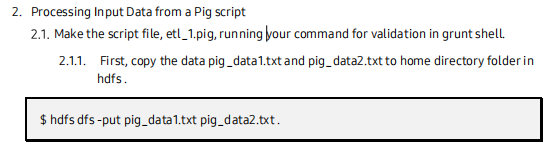 2. Processing Input Data from a Pig script
2.1. Make the script file, etl_1.pig, running your command for validation in grunt shell.
2.1.1. First, copy the data pig_data1.txt and pig_data2.txt to home directory folder in
hdfs.
$ hdfs dfs -put pig_data1.txt pig_data2.txt .